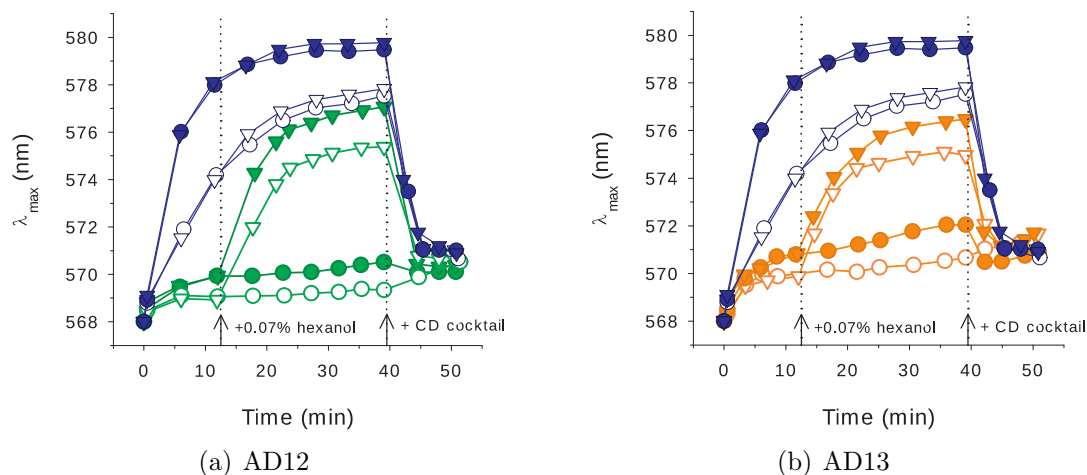 580
578
576
574
572
570
568
λmax (nm)
+0.07% hexanol
+ CD cocktail
0 10 20 30 40 50
Time (min)
(a) AD12
580
578
576
574
572
570
568
λmax (nm)
+0.07% hexanol
+ CD cocktail
0 10 20 30 40 50
Time (min)
(b) AD13